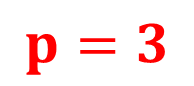 p = 3